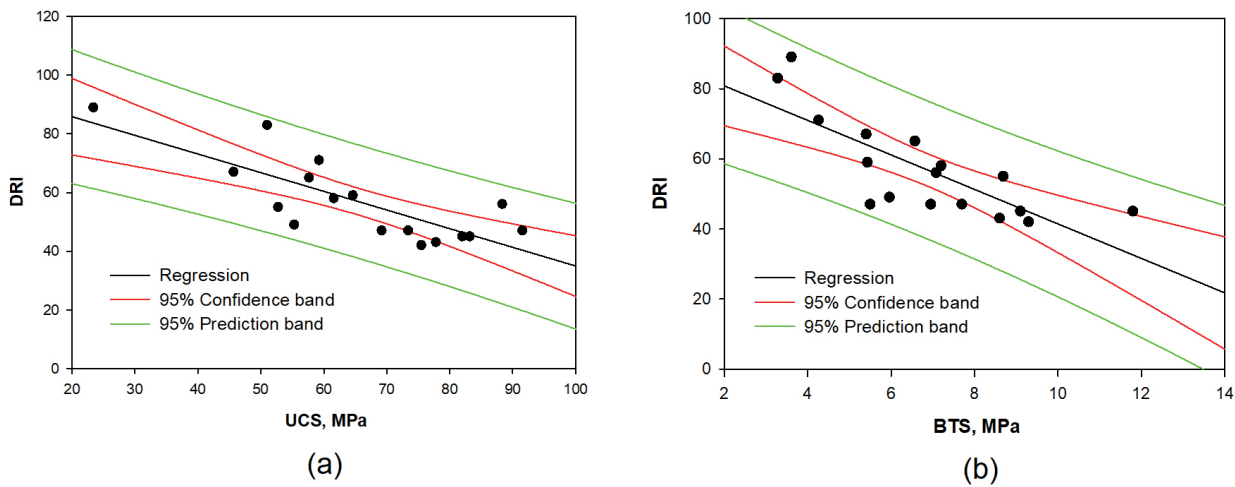 120
100
80
60
40
20
0
DRI
Regression
95% Confidence band
95% Prediction band
20 30 40 50 60 70 80 90 100
UCS, MPa
(a)
100
80
60
40
20
0
DRI
Regression
95% Confidence band
95% Prediction band
2 4 6 8 10 12 14
BTS, MPa
(b)